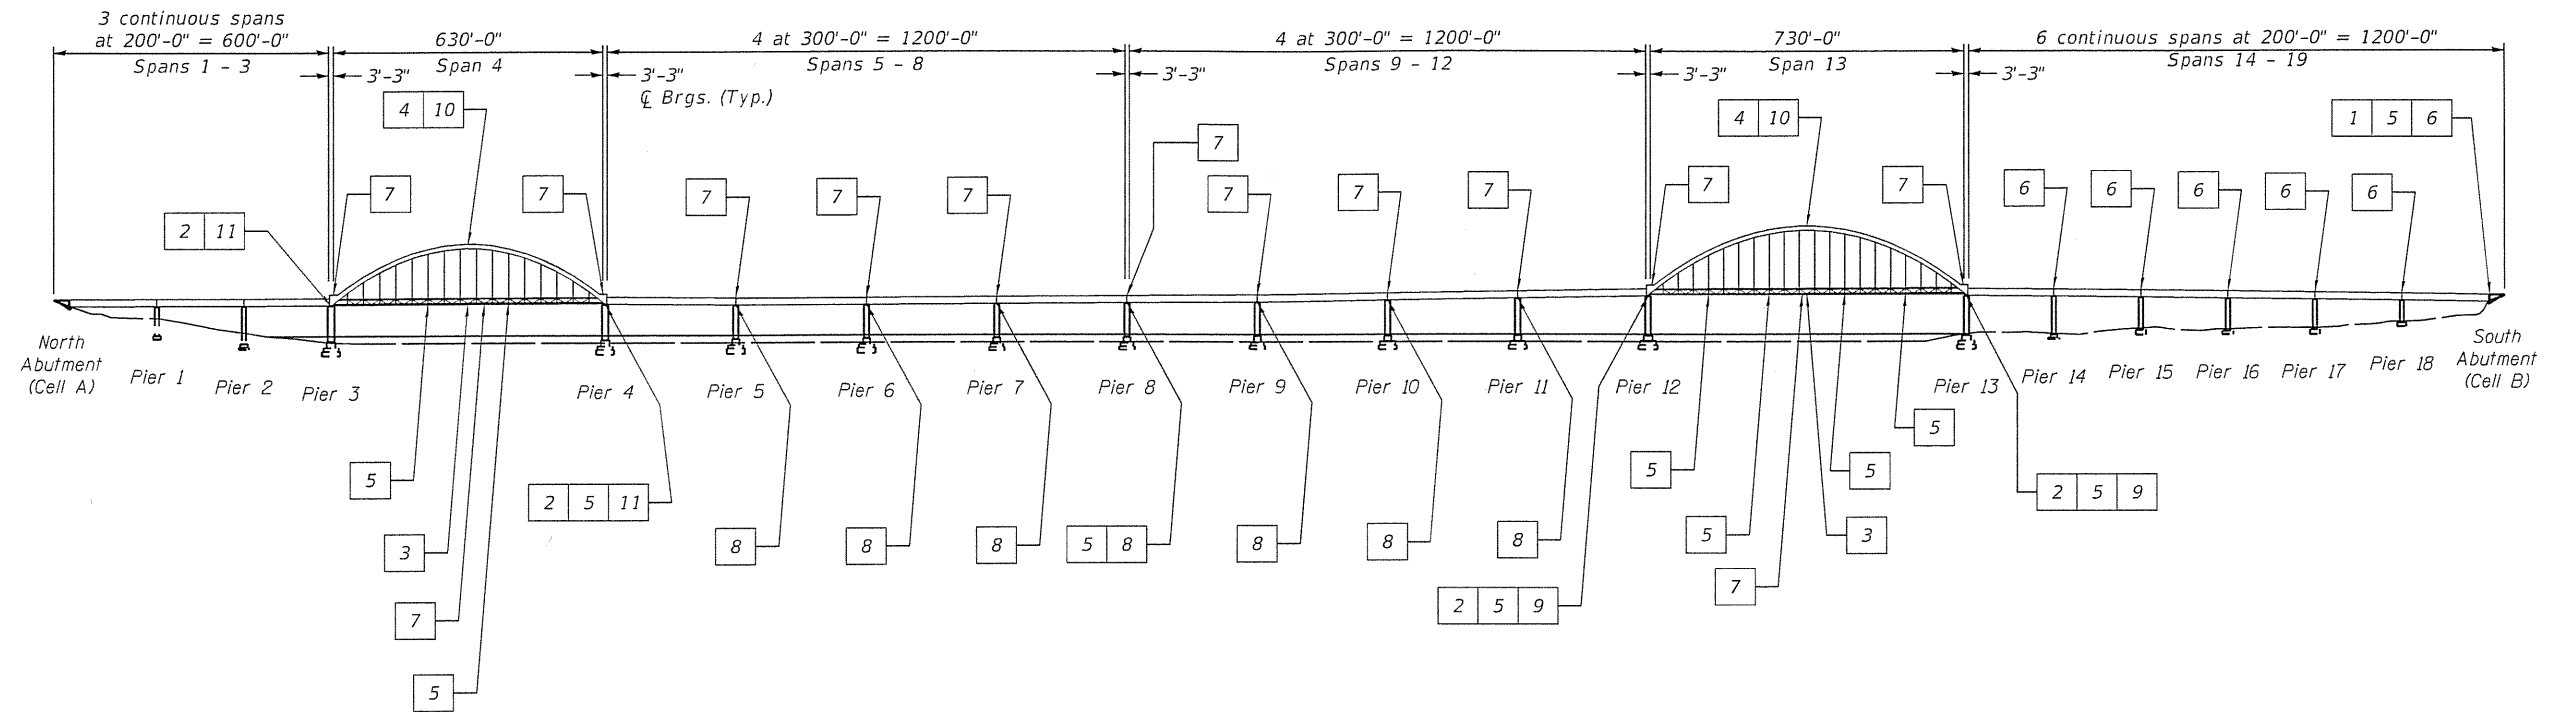 3 continuous spans
at 200'-0" = 600'-0"
630'-0"
4 at 300'-0" = 1200'-0"
4 at 300'-0" = 1200'-0"
730'-0"
6 continuous spans at 200'-0" = 1200'-0"
Spans 1 - 3
Span 4
Spans 5 - 8
Spans 9 - 12
Span 13
Spans 14 - 19
3'-3"
3'-3"
3'-3"
3'-3"
3'-3"
℄ Brgs. (Typ.)
4 10
4 10
1 5 6
7
7
7
7
7
7
7
7
7
7
7
6
6
6
6
6
2 11
North
Abutment
(Cell A)
Pier 1
Pier 2
Pier 3
Pier 4
Pier 5
Pier 6
Pier 7
Pier 8
Pier 9
Pier 10
Pier 11
Pier 12
Pier 13
Pier 14
Pier 15
Pier 16
Pier 17
Pier 18
South
Abutment
(Cell B)
5
5
5
5
2 5 11
2 5 9
3
8
8
8
5 8
8
8
8
5
3
7
2 5 9
7
5